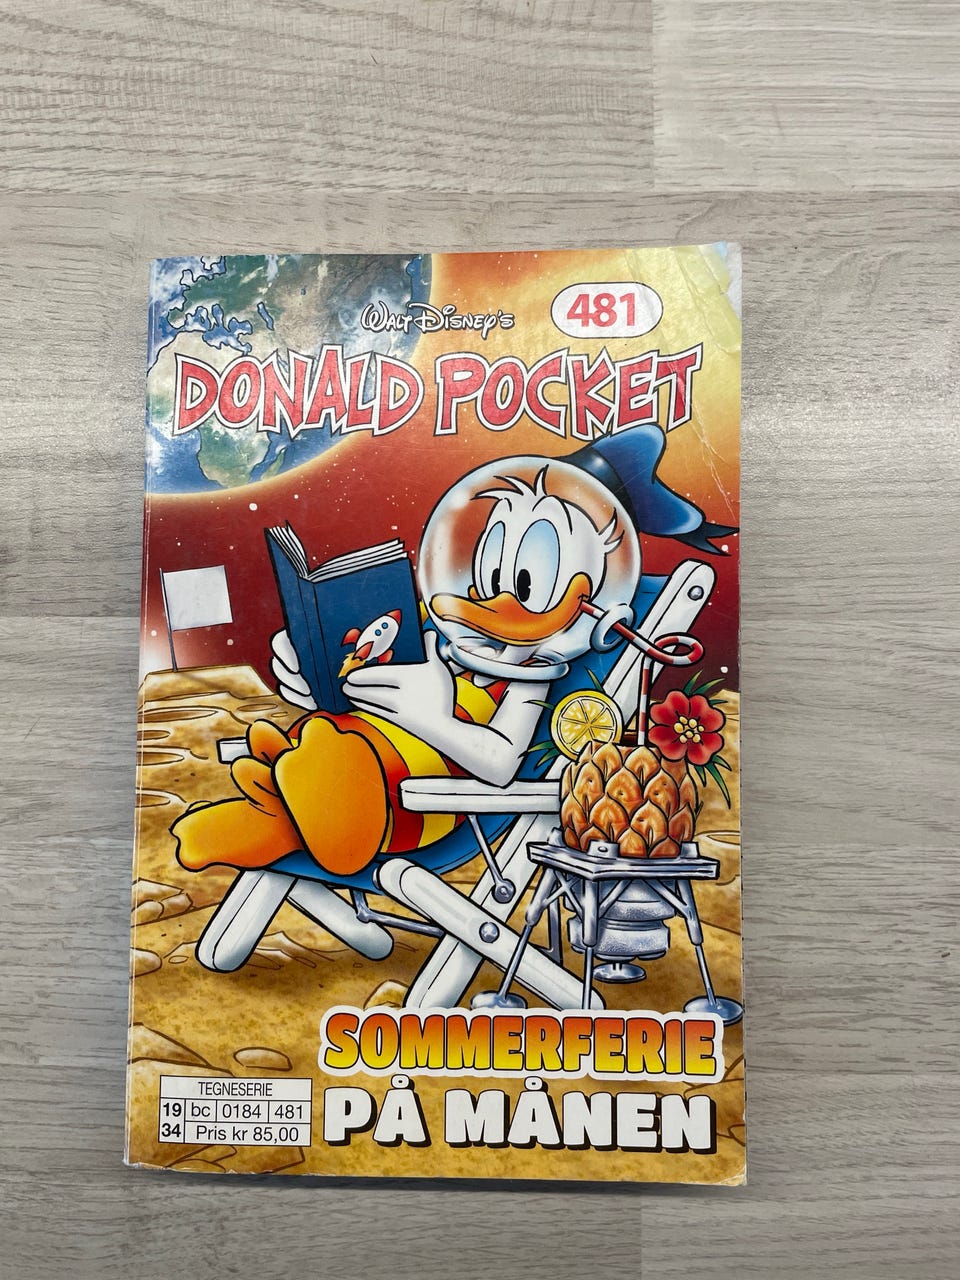 Walt Disney's
481
DONALD POCKET
SOMMERFERIE
PÅ MÅNEN
TEGNESERIE
19 bc 0184 481
34 Pris kr 85,00